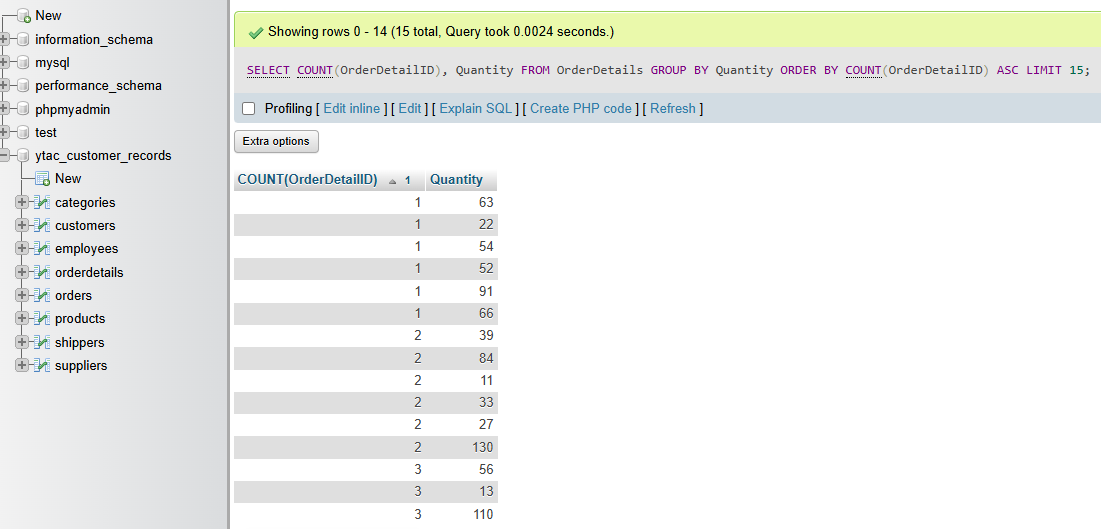 New
information_schema
mysql
performance_schema
phpmyadmin
test
ytac_customer_records
New
categories
customers
employees
orderdetails
orders
products
shippers
suppliers
Showing rows 0 - 14 (15 total, Query took 0.0024 seconds.)
SELECT COUNT(OrderDetailID), Quantity FROM OrderDetails GROUP BY Quantity ORDER BY COUNT(OrderDetailID) ASC LIMIT 15;
Profiling [ Edit inline ] [ Edit ] [ Explain SQL ] [ Create PHP code ] [ Refresh ]
Extra options
COUNT(OrderDetailID) 1 Quantity
1 63
1 22
1 54
1 52
1 91
1 66
2 39
2 84
2 11
2 33
2 27
2 130
3 56
3 13
3 110